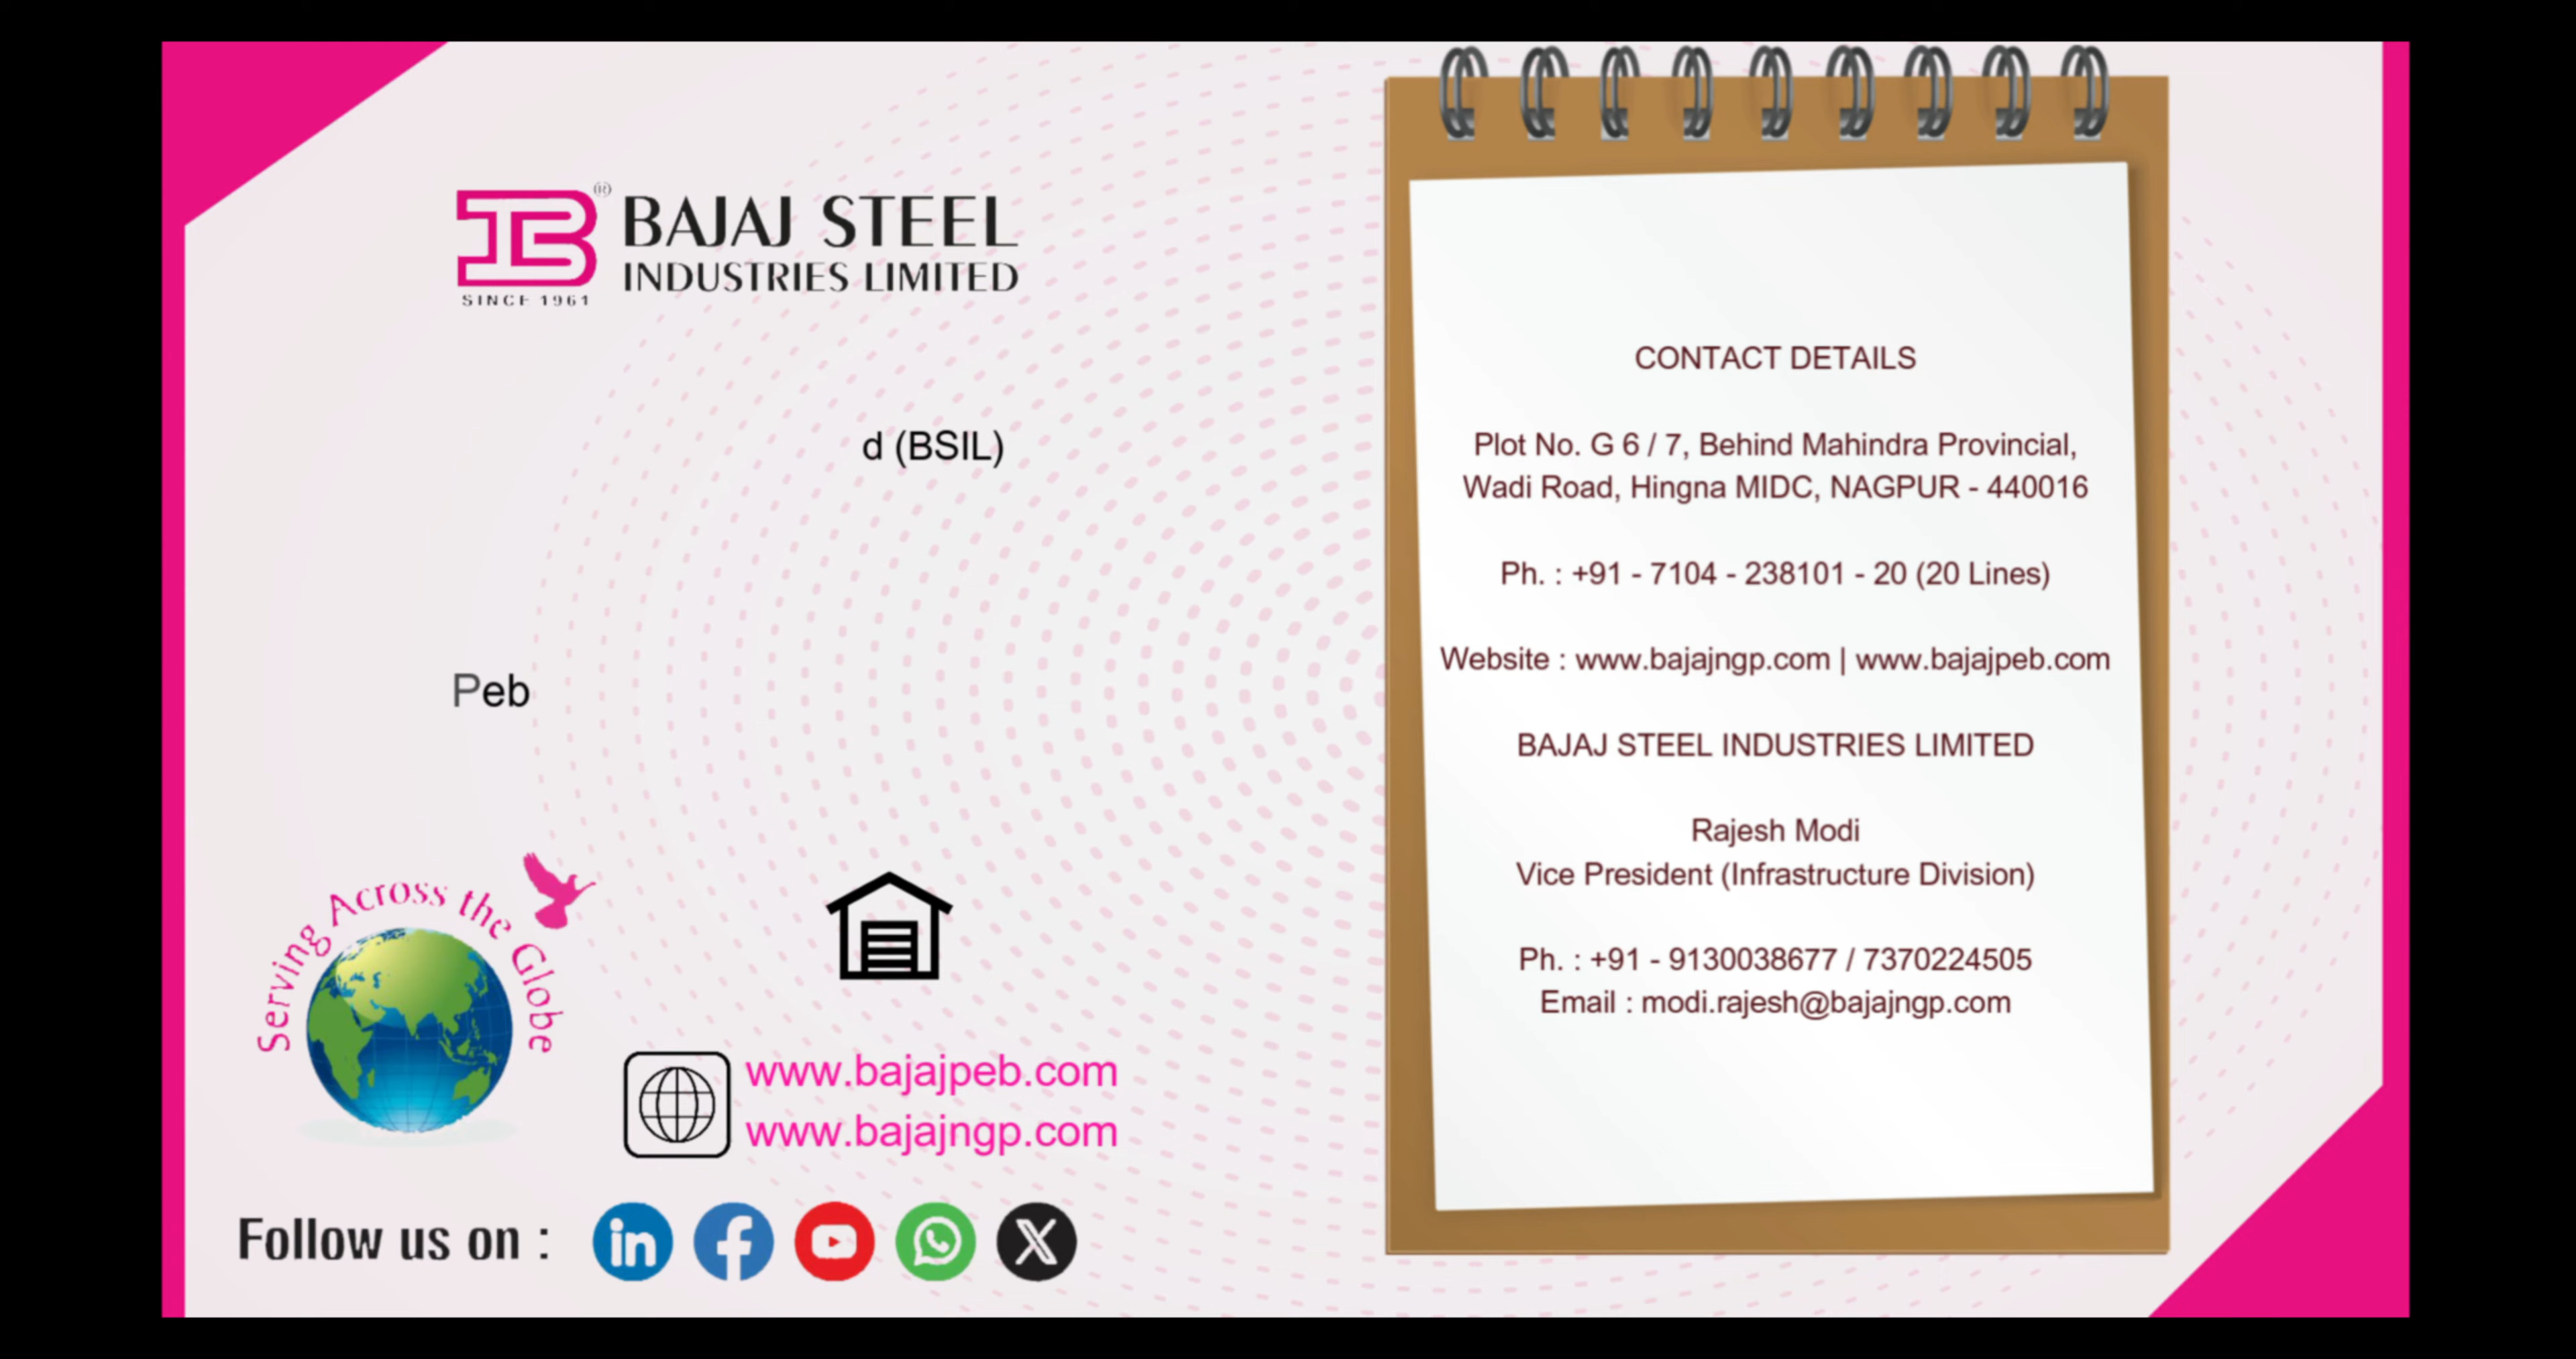 ®
BAJAJ STEEL
INDUSTRIES LIMITED
SINCE 1961
d (BSIL)
Peb
Serving Across the Globe
www.bajajpeb.com
www.bajajngp.com
Follow us on :
CONTACT DETAILS
Plot No. G 6 / 7, Behind Mahindra Provincial,
Wadi Road, Hingna MIDC, NAGPUR - 440016
Ph. : +91 - 7104 - 238101 - 20 (20 Lines)
Website : www.bajajngp.com | www.bajajpeb.com
BAJAJ STEEL INDUSTRIES LIMITED
Rajesh Modi
Vice President (Infrastructure Division)
Ph. : +91 - 9130038677 / 7370224505
Email : modi.rajesh@bajajngp.com